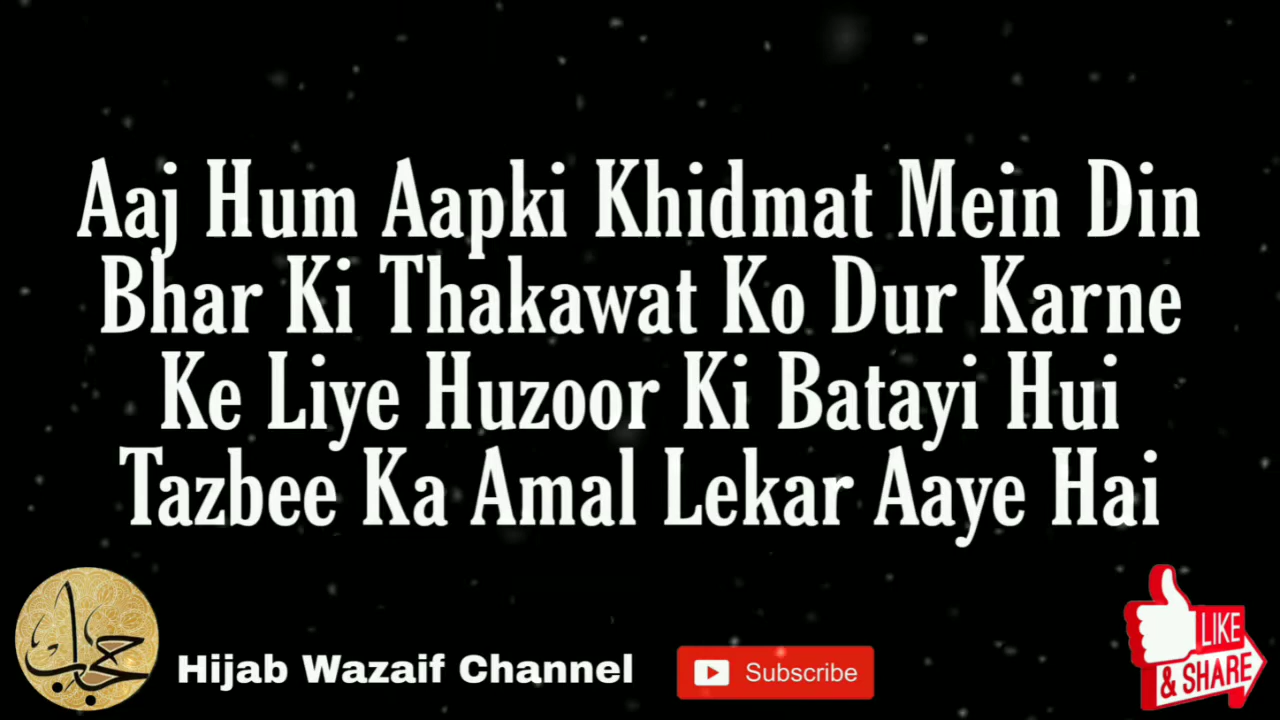 Aaj Hum Aapki Khidmat Mein Din
Bhar Ki Thakawat Ko Dur Karne
Ke Liye Huzoor Ki Batayi Hui
Tazbee Ka Amal Lekar Aaye Hai
حجاب
Hijab Wazaif Channel
Subscribe
LIKE
& SHARE